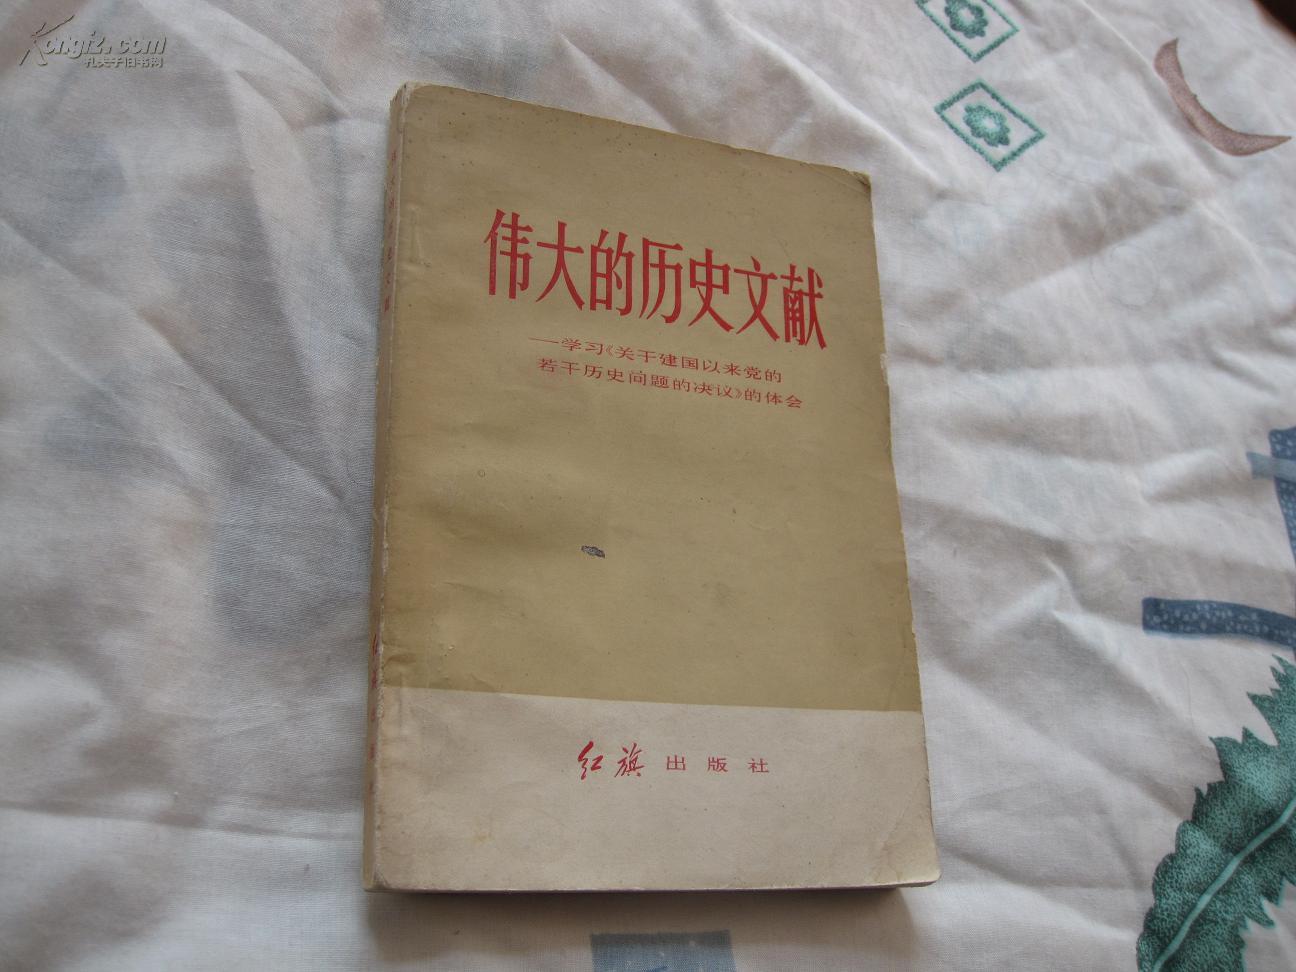 Kongfz.com
孔夫子旧书网
伟大的历史文献
—学习《关于建国以来党的
若干历史问题的决议》的体会
红旗 出版社